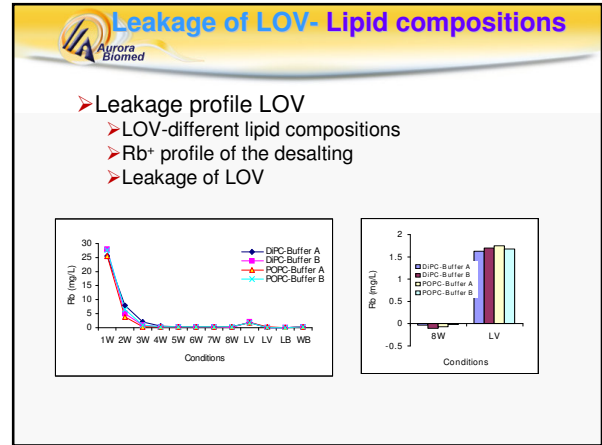 Leakage of LOV- Lipid compositions
Aurora
Biomed
Leakage profile LOV
LOV-different lipid compositions
Rb+ profile of the desalting
Leakage of LOV
30
25
20
15
10
5
0
Rb (mg/L)
DiPC-Buffer A
DiPC-Buffer B
POPC-Buffer A
POPC-Buffer B
1W 2W 3W 4W 5W 6W 7W 8W LV LV LB WB
Conditions
2
1.5
1
0.5
0
-0.5
Rb (mg/L)
DiPC-Buffer A
DiPC-Buffer B
POPC-Buffer A
POPC-Buffer B
8W LV
Conditions